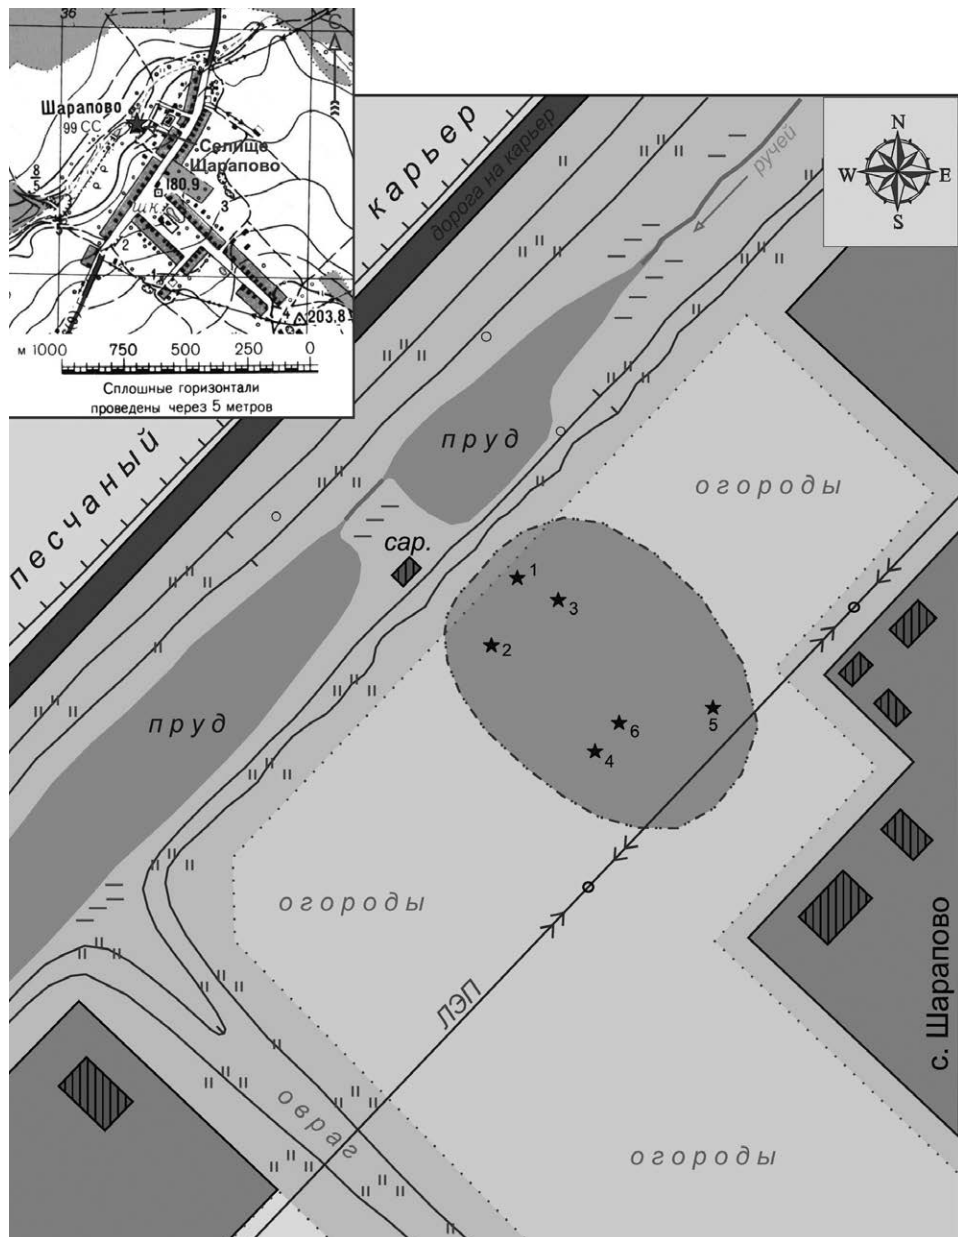 36
С
Шарапово
99 СС
Селище
Шарапово
8
5
180.9
шк.
3
2
1
4
203.8
м 1000 750 500 250 0
Сплошные горизонтали
проведены через 5 метров
N
W E
S
песчаный карьер
дорога на карьер
ручей
пруд
огороды
сар.
1
3
2
пруд
5
6
4
огороды
ЛЭП
с. Шарапово
овраг
огороды